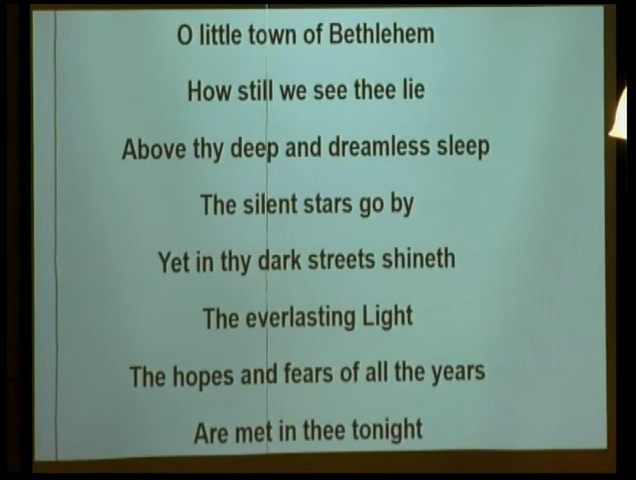 O little town of Bethlehem
How still we see thee lie
Above thy deep and dreamless sleep
The silent stars go by
Yet in thy dark streets shineth
The everlasting Light
The hopes and fears of all the years
Are met in thee tonight